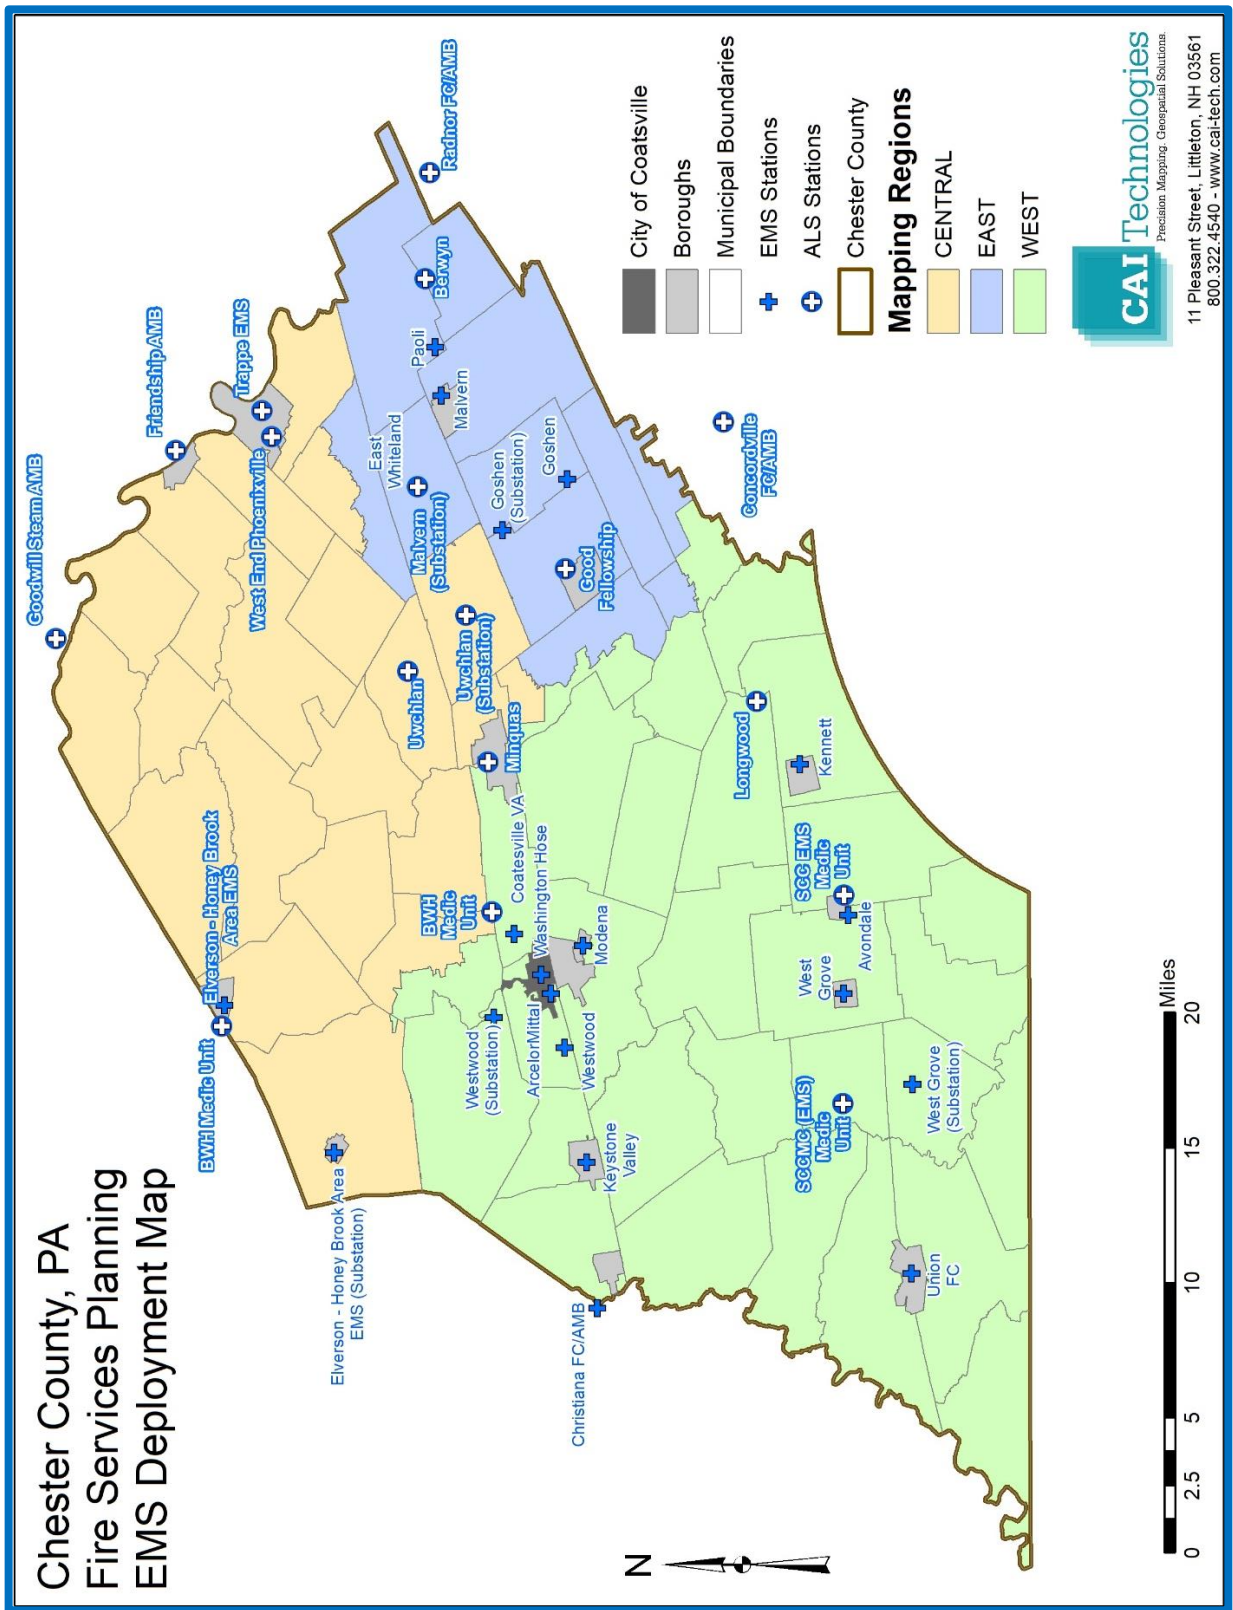 Chester County, PA
Fire Services Planning
EMS Deployment Map
Goodwill Steam AMB
Friendship AMB
Trappe EMS
West End Phoenixville
Radnor FC/AMB
Berwyn
Paoli
Malvern
East
Whiteland
Malvern
(Substation)
Goshen
(Substation)
Goshen
Good
Fellowship
Concordville
FC/AMB
Uwchlan
Uwchlan
(Substation)
Minquas
Elverson - Honey Brook
Area EMS
BWH Medic Unit
Elverson - Honey Brook Area
EMS (Substation)
BWH
Medic
Unit
Coatesville VA
Washington Hose
Modena
Westwood
(Substation)
ArcelorMittal
Westwood
Keystone
Valley
Christiana FC/AMB
Longwood
Kennett
SCC EMS
Medic
Unit
Avondale
West
Grove
SCCMC (EMS)
Medic
Unit
West Grove
(Substation)
Union
FC
N
0 2.5 5 10 15 20
Miles
City of Coatsville
Boroughs
Municipal Boundaries
EMS Stations
ALS Stations
Chester County
Mapping Regions
CENTRAL
EAST
WEST
CAI Technologies
Precision Mapping. Geospatial Solutions.
11 Pleasant Street, Littleton, NH 03561
800.322.4540 - www.cai-tech.com